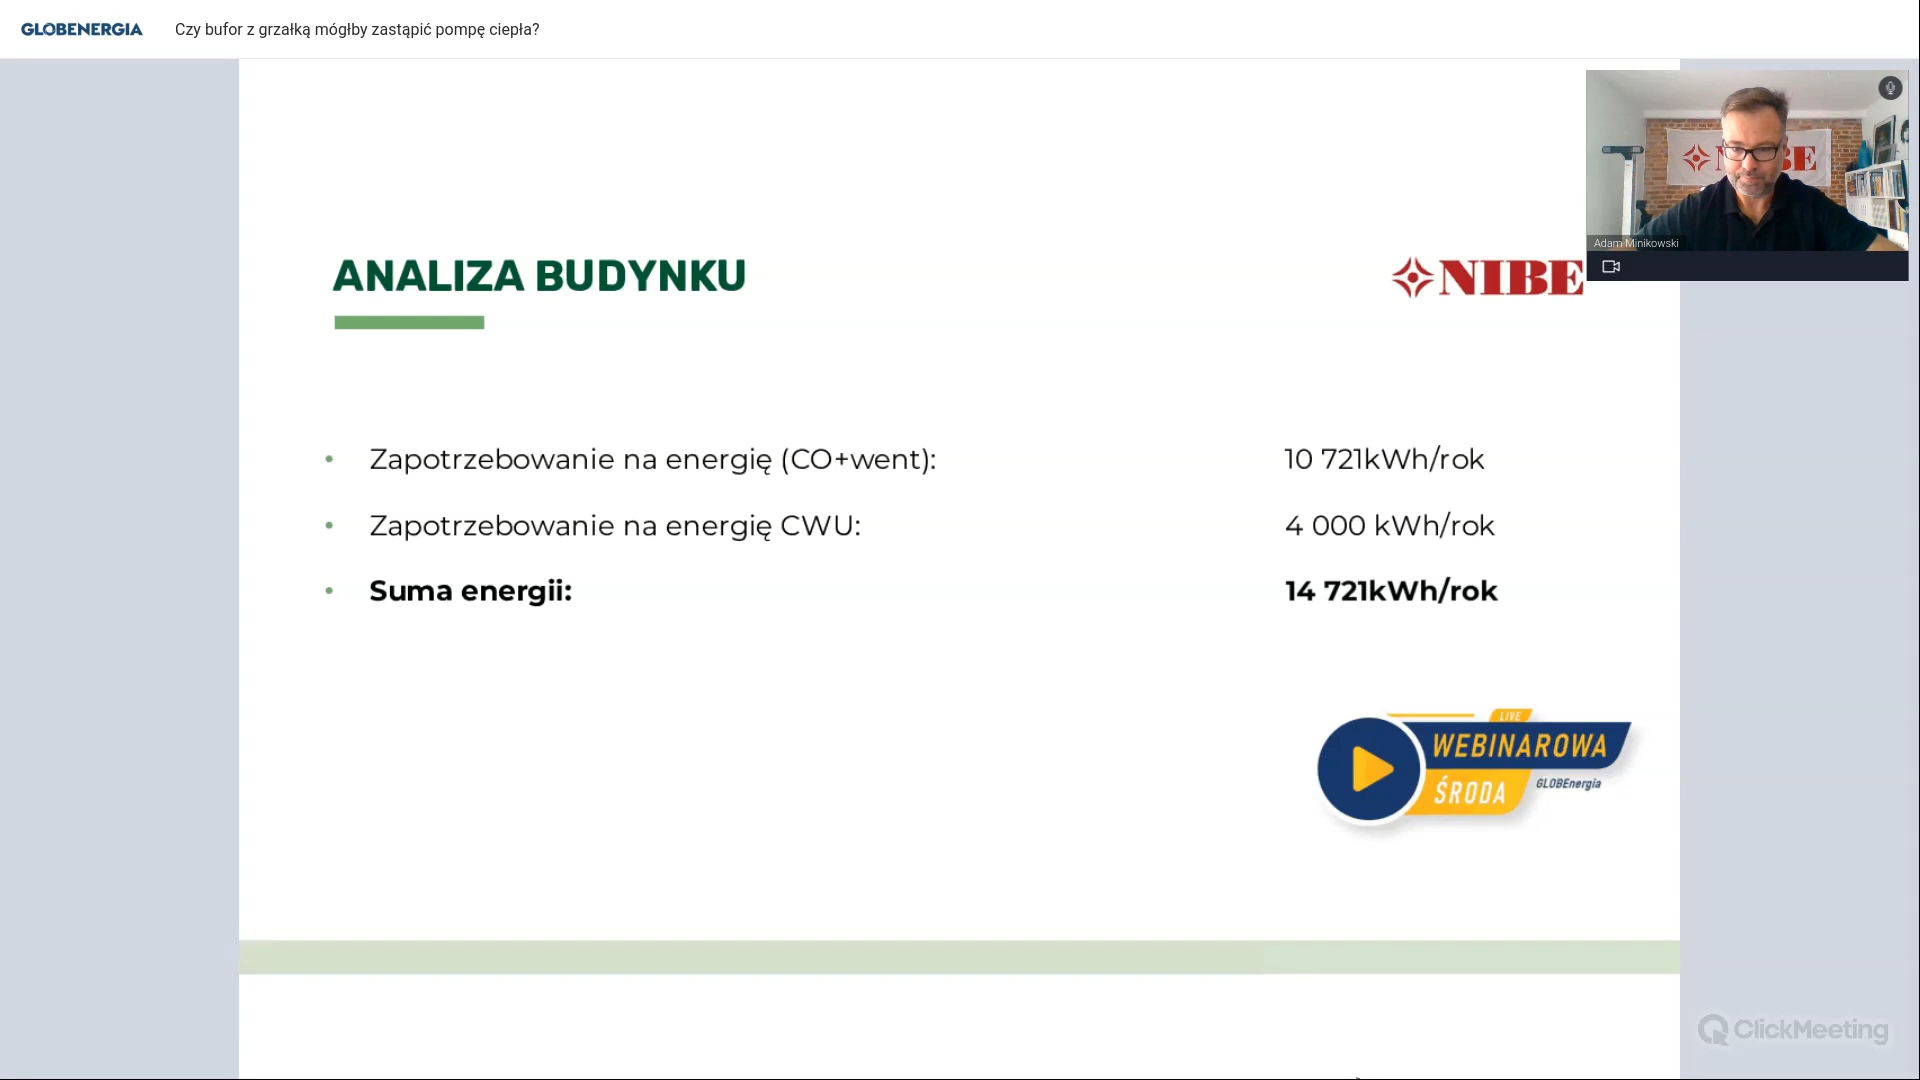 GLOBENERGIA
Czy bufor z grzałką mógłby zastąpić pompę ciepła?
NIBE
Adam Minikowski
ANALIZA BUDYNKU
NIBE
Zapotrzebowanie na energię (CO+went): 10 721kWh/rok
Zapotrzebowanie na energię CWU: 4 000 kWh/rok
Suma energii: 14 721kWh/rok
LIVE
WEBINAROWA
ŚRODA
GLOBEnergia
ClickMeeting